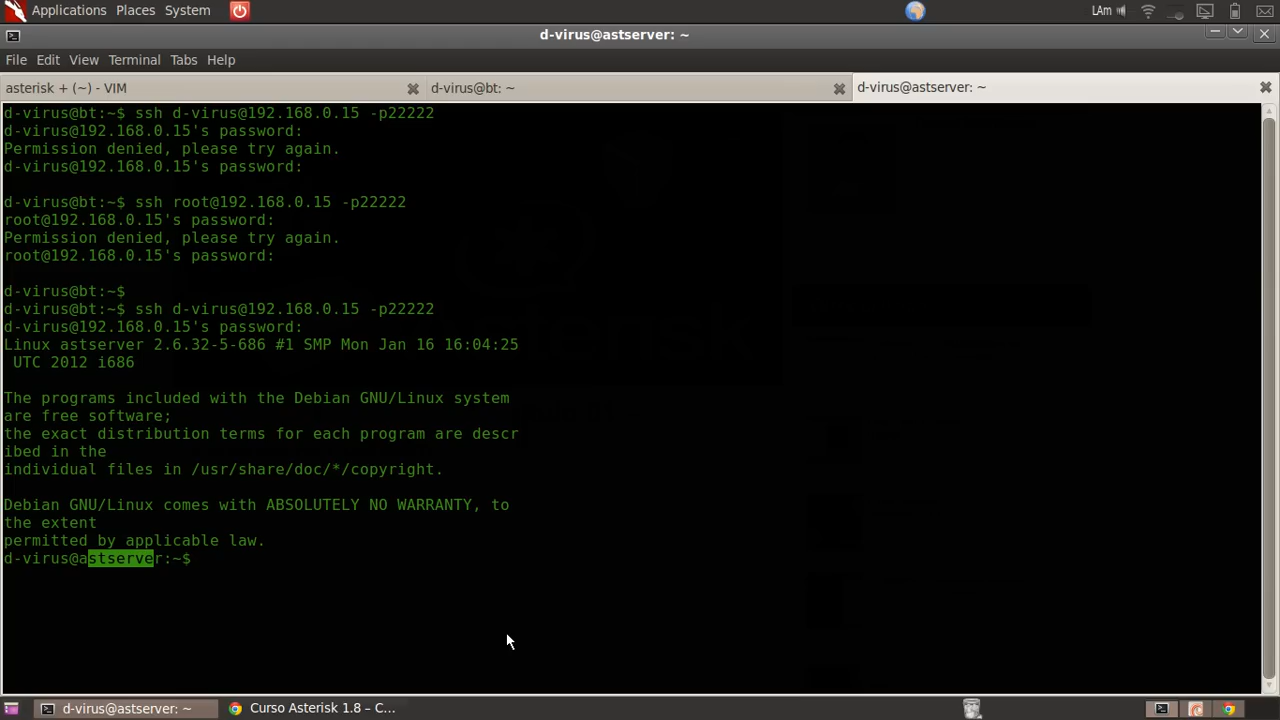 Applications Places System LAm
d-virus@astserver: ~
File Edit View Terminal Tabs Help
asterisk + (~) - VIM d-virus@bt: ~ d-virus@astserver: ~
d-virus@bt:~$ ssh d-virus@192.168.0.15 -p22222
d-virus@192.168.0.15's password:
Permission denied, please try again.
d-virus@192.168.0.15's password:
d-virus@bt:~$ ssh root@192.168.0.15 -p22222
root@192.168.0.15's password:
Permission denied, please try again.
root@192.168.0.15's password:
d-virus@bt:~$
d-virus@bt:~$ ssh d-virus@192.168.0.15 -p22222
d-virus@192.168.0.15's password:
Linux astserver 2.6.32-5-686 #1 SMP Mon Jan 16 16:04:25
UTC 2012 i686
The programs included with the Debian GNU/Linux system
are free software;
the exact distribution terms for each program are descr
ibed in the
individual files in /usr/share/doc/*/copyright.
Debian GNU/Linux comes with ABSOLUTELY NO WARRANTY, to
the extent
permitted by applicable law.
d-virus@astserver:~$
d-virus@astserver: ~ Curso Asterisk 1.8 – C...